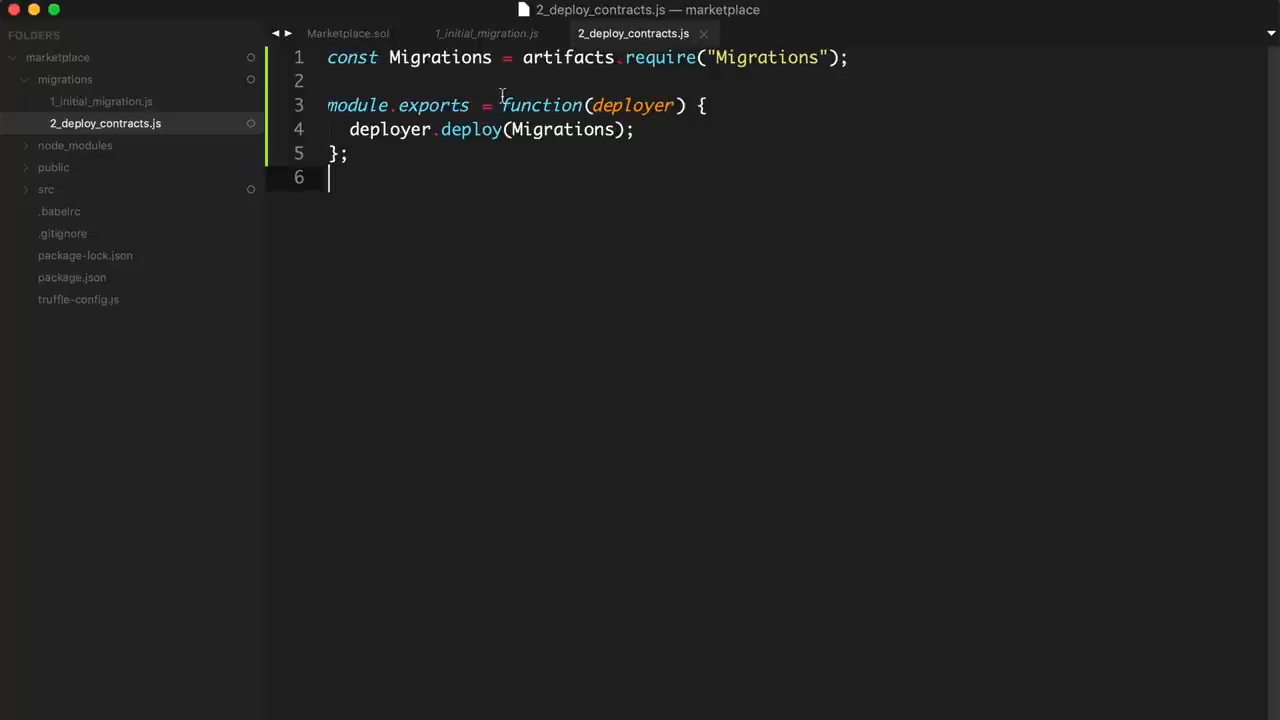 2_deploy_contracts.js — marketplace
FOLDERS
marketplace
migrations
1_initial_migration.js
2_deploy_contracts.js
node_modules
public
src
.babelrc
.gitignore
package-lock.json
package.json
truffle-config.js
Marketplace.sol 1_initial_migration.js 2_deploy_contracts.js
1 const Migrations = artifacts.require("Migrations");
2
3 module.exports = function(deployer) {
4 deployer.deploy(Migrations);
5 };
6